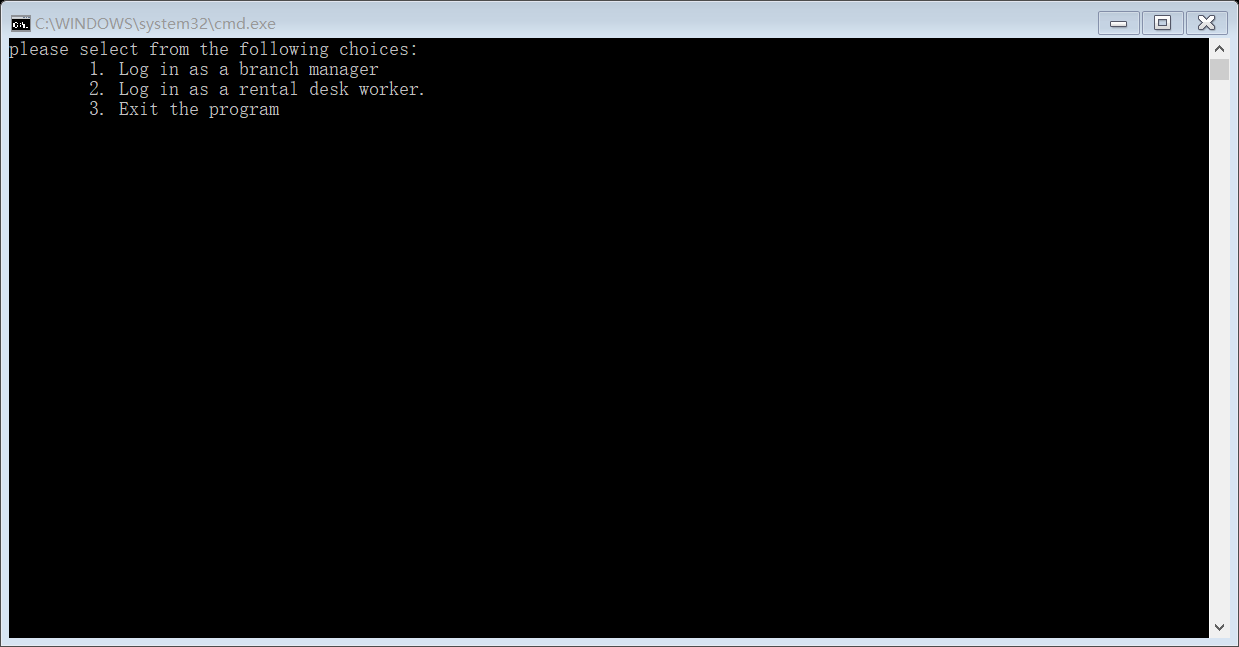 C:\WINDOWS\system32\cmd.exe
please select from the following choices:
1. Log in as a branch manager
2. Log in as a rental desk worker.
3. Exit the program